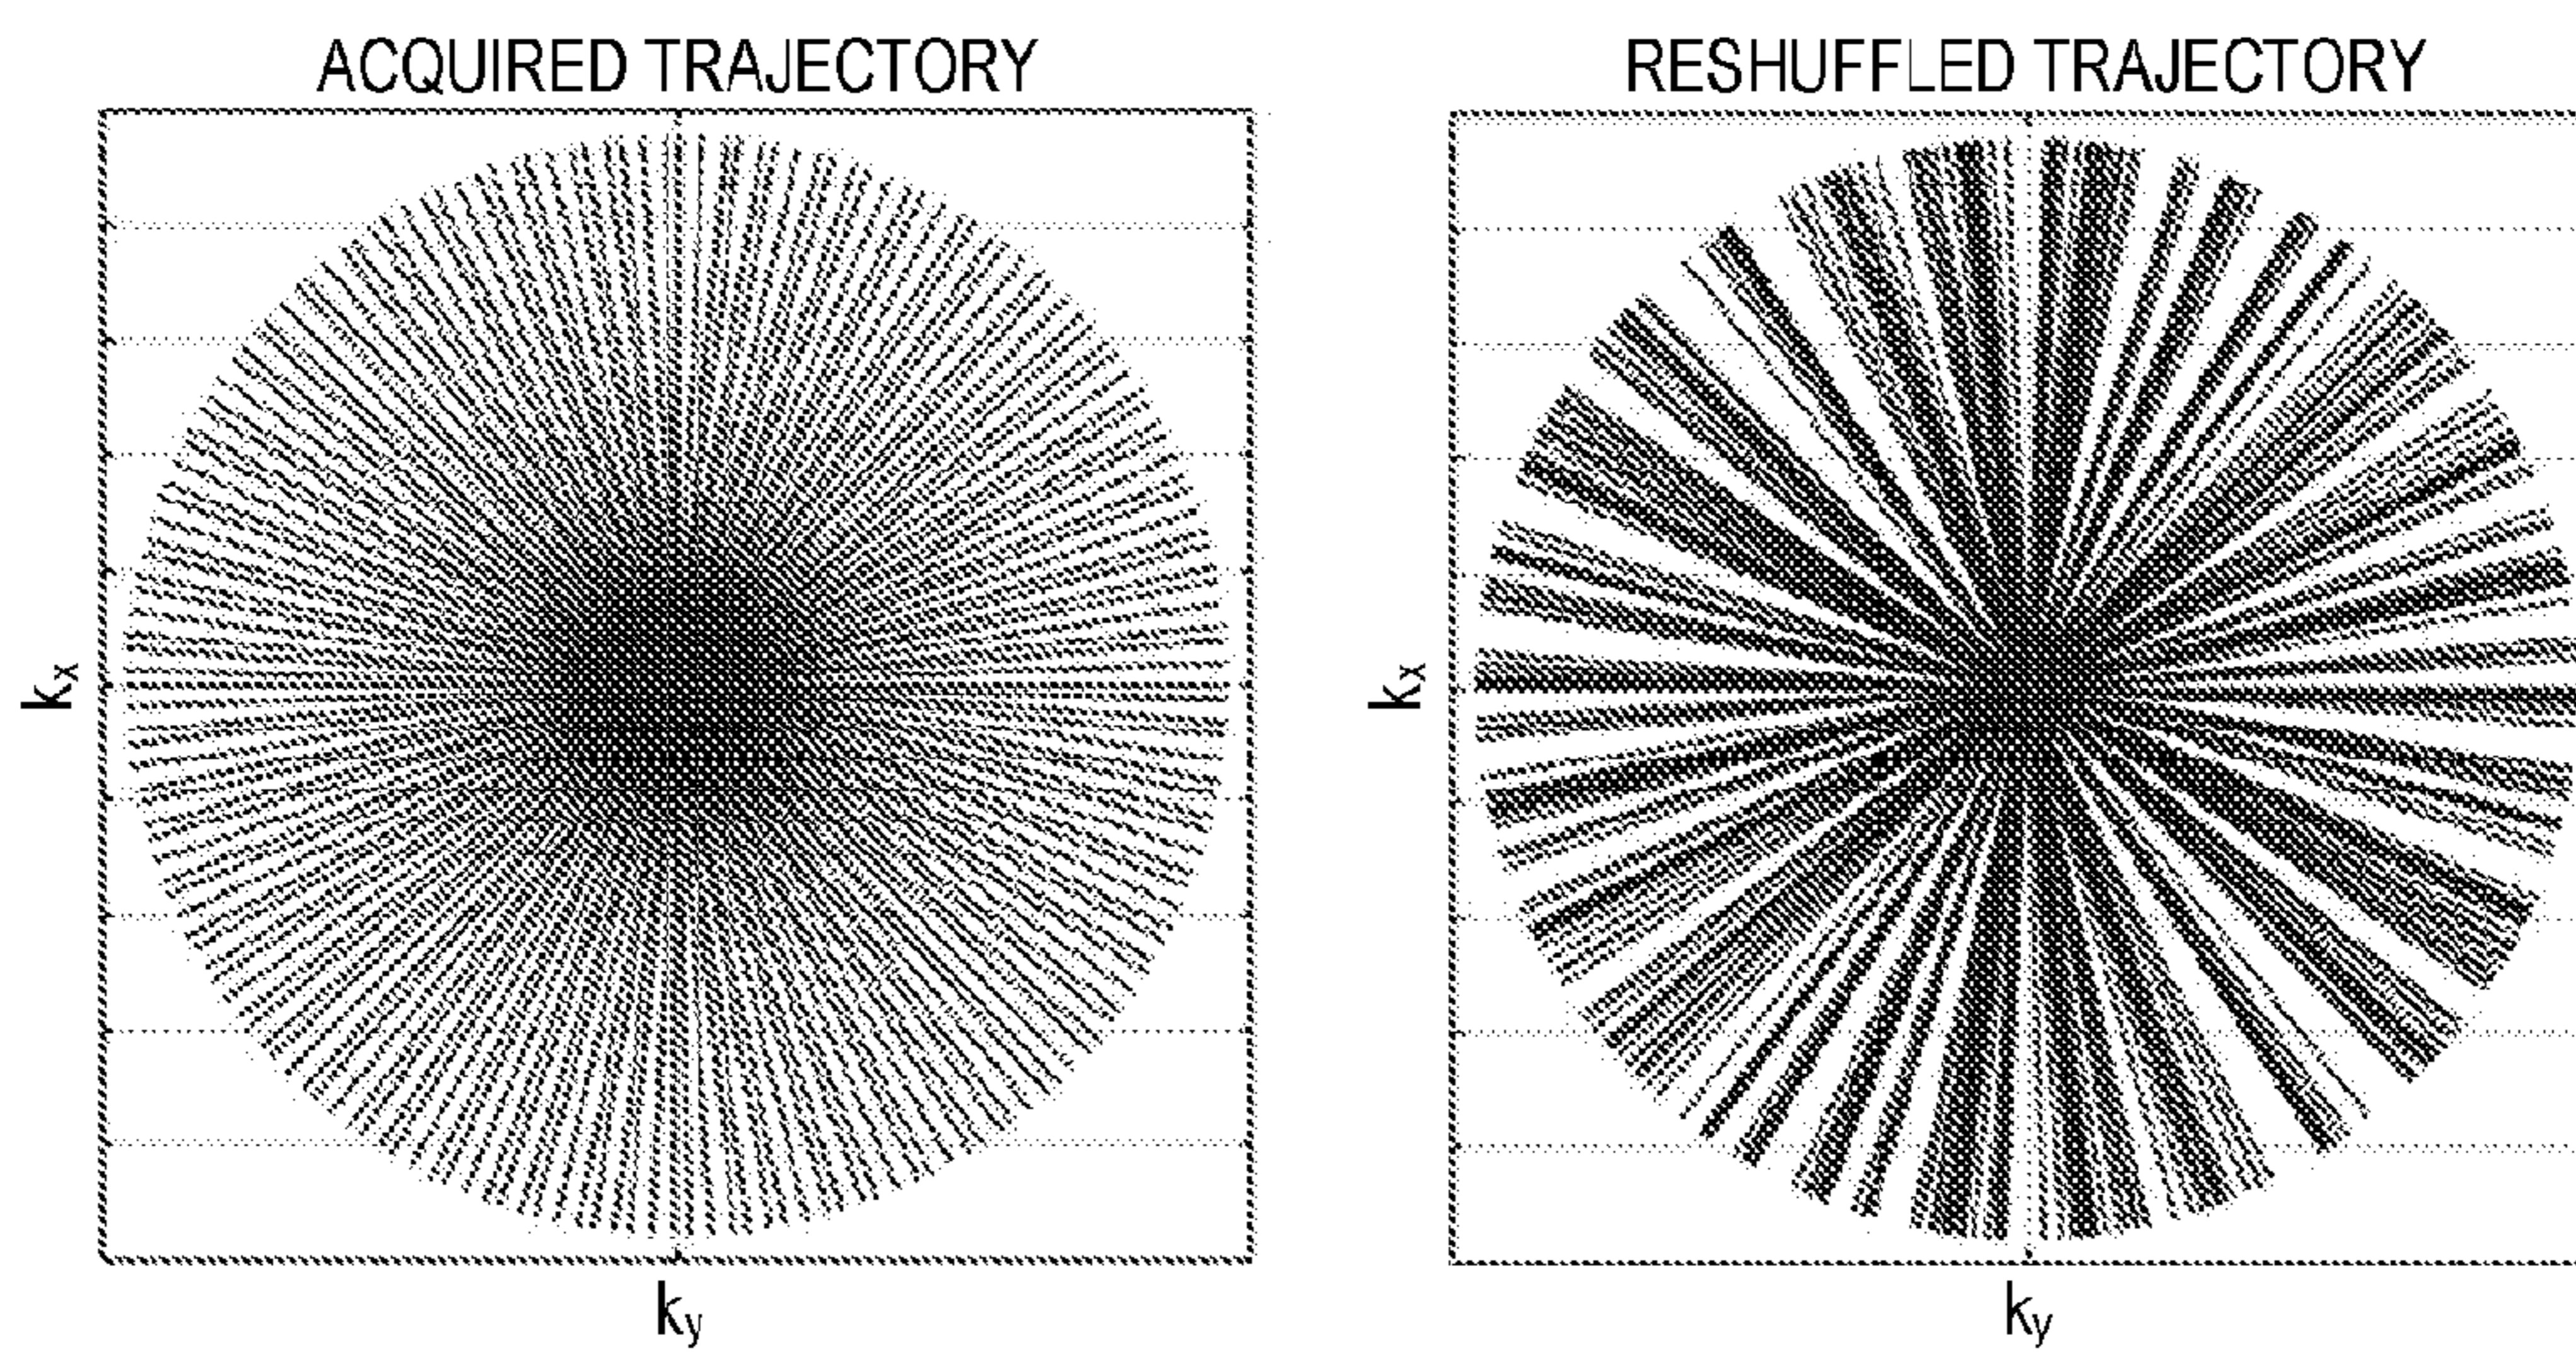 ACQUIRED TRAJECTORY
RESHUFFLED TRAJECTORY
kx
kx
ky
ky